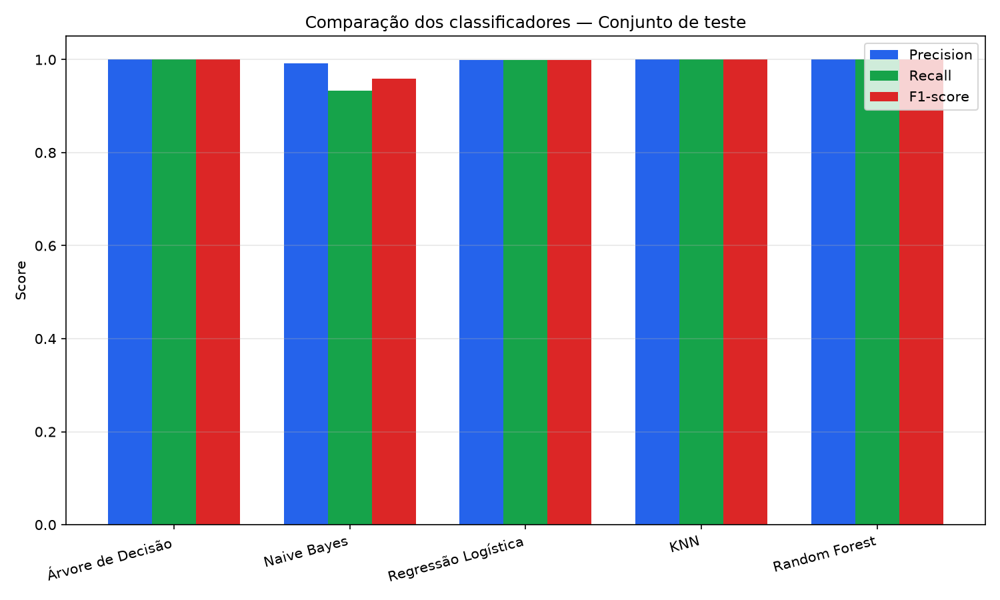 Comparação dos classificadores — Conjunto de teste
Precision
Recall
F1-score
Score
1.0
0.8
0.6
0.4
0.2
0.0
Árvore de Decisão
Naive Bayes
Regressão Logística
KNN
Random Forest